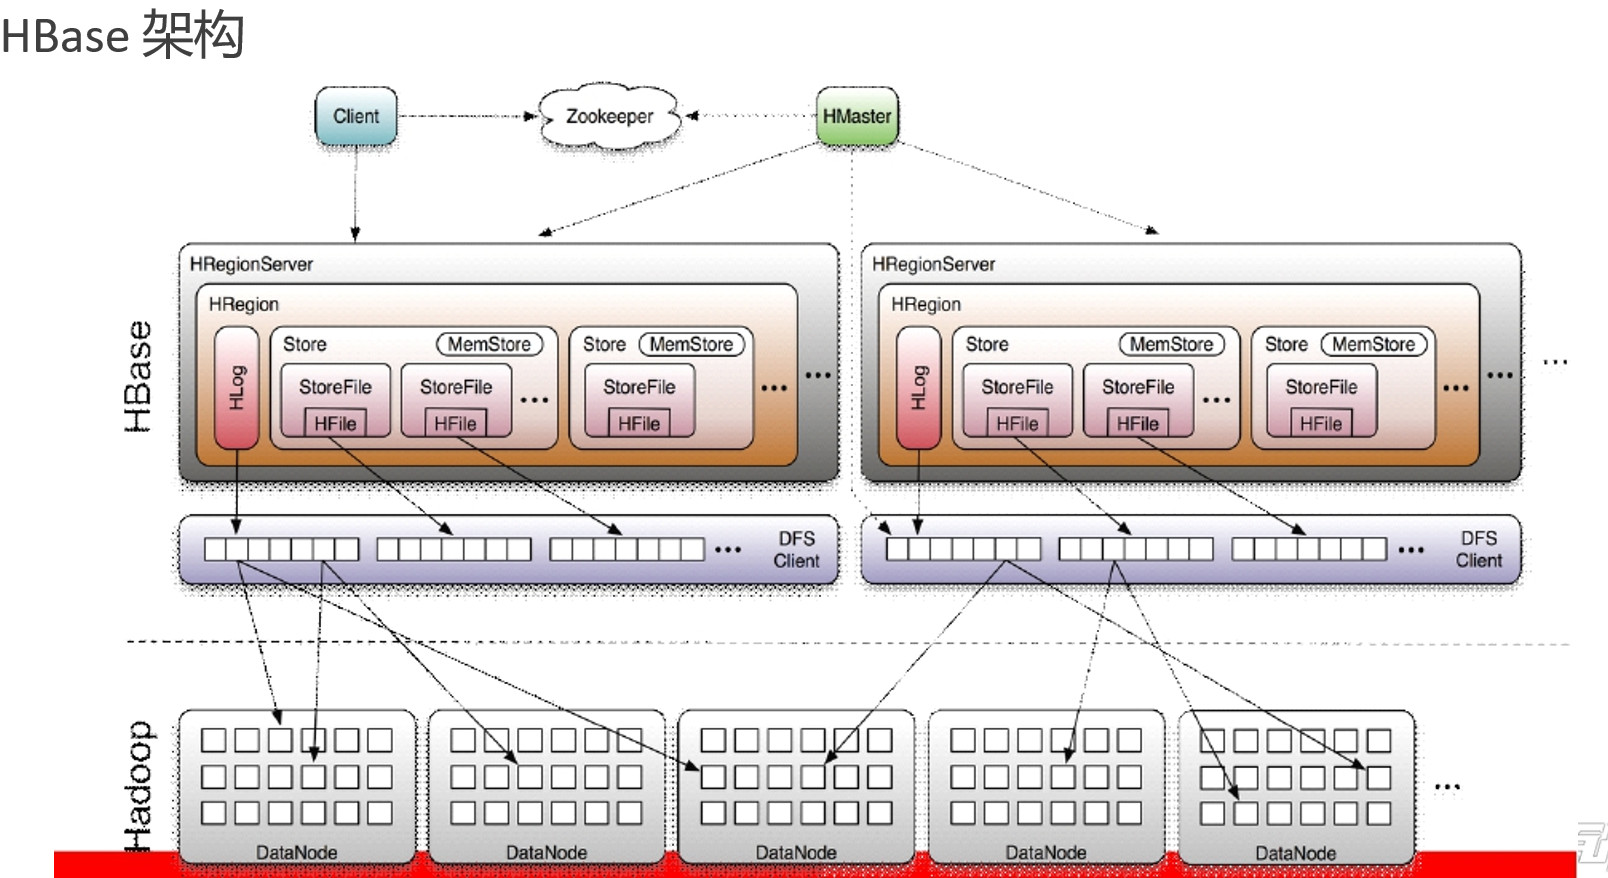 HBase 架构
Client
Zookeeper
HMaster
HBase
HRegionServer
HRegion
HLog
Store
MemStore
StoreFile
HFile
StoreFile
HFile
...
Store
MemStore
StoreFile
HFile
...
...
HRegionServer
HRegion
HLog
Store
MemStore
StoreFile
HFile
StoreFile
HFile
...
Store
MemStore
StoreFile
HFile
...
...
...
...
DFS
Client
...
DFS
Client
Hadoop
DataNode
DataNode
DataNode
DataNode
DataNode
...